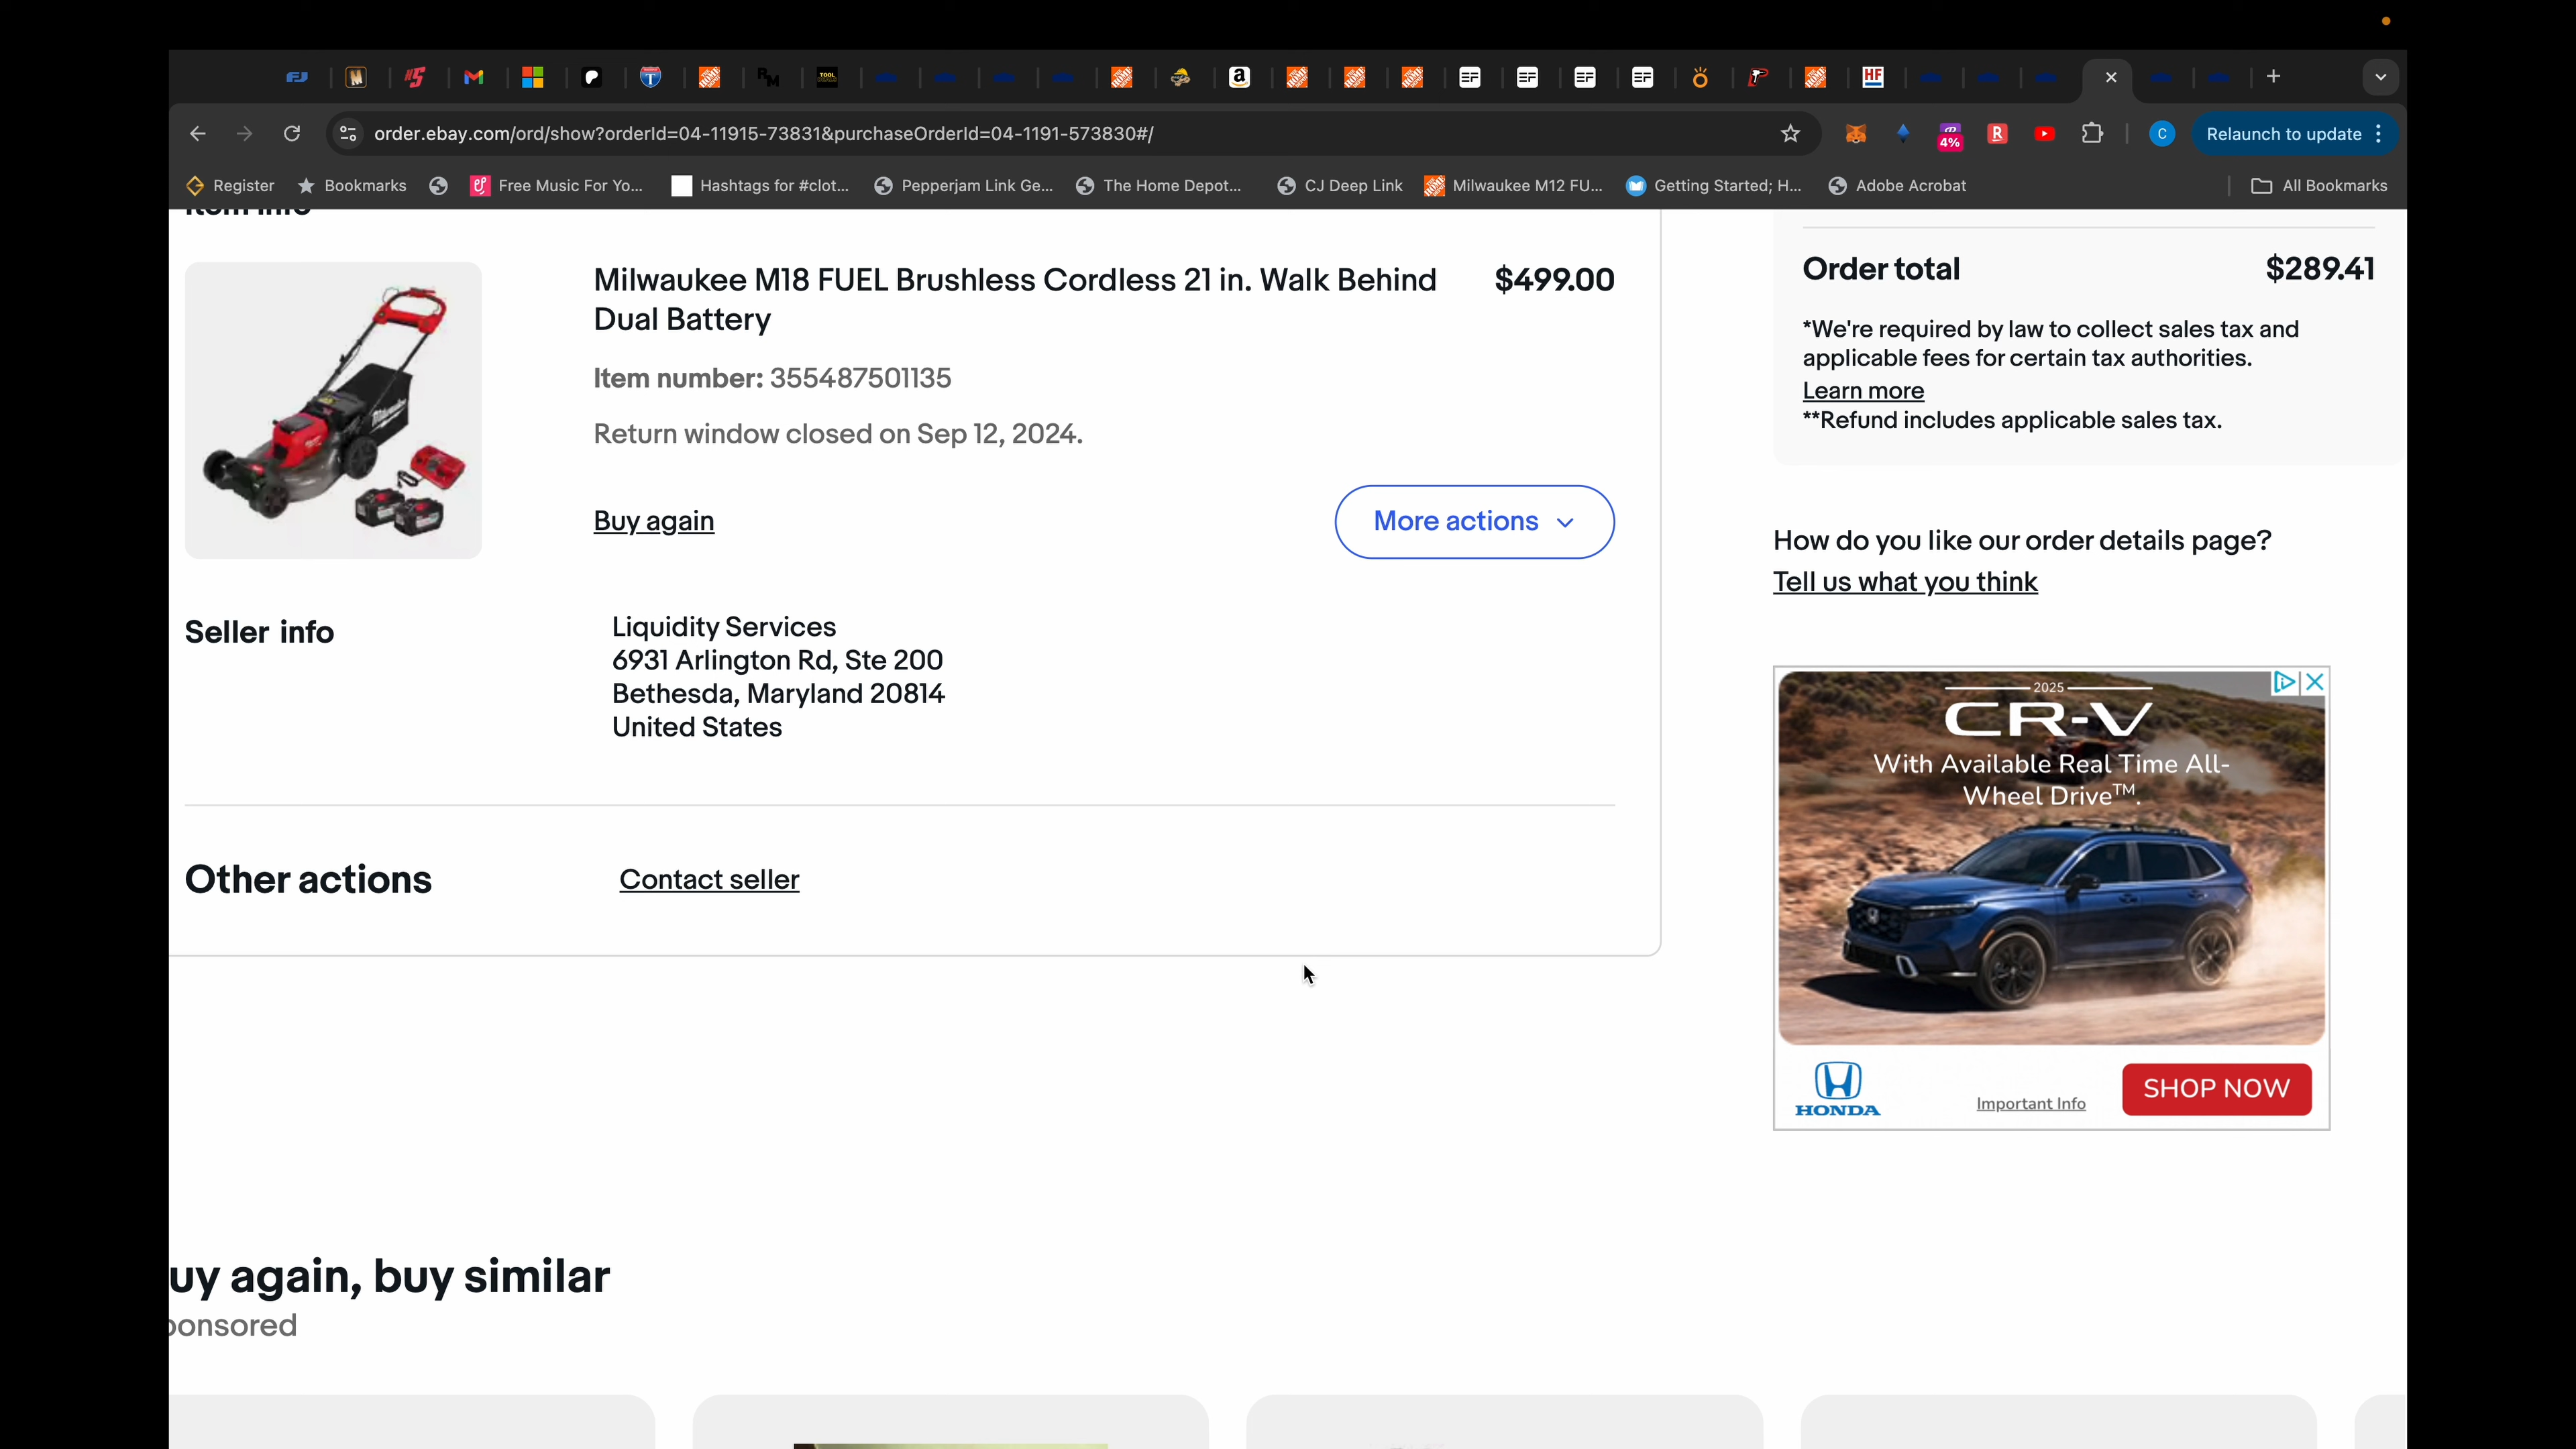 order.ebay.com/ord/show?orderId=04-11915-73831&purchaseOrderId=04-1191-573830#/
4%
C
Relaunch to update
Register
Bookmarks
Free Music For Yo...
Hashtags for #clot...
Pepperjam Link Ge...
The Home Depot...
CJ Deep Link
Milwaukee M12 FU...
Getting Started; H...
Adobe Acrobat
All Bookmarks
Item info
Milwaukee M18 FUEL Brushless Cordless 21 in. Walk Behind
Dual Battery
$499.00
Item number: 355487501135
Return window closed on Sep 12, 2024.
Buy again
More actions
Seller info
Liquidity Services
6931 Arlington Rd, Ste 200
Bethesda, Maryland 20814
United States
Other actions
Contact seller
Order total
$289.41
*We're required by law to collect sales tax and
applicable fees for certain tax authorities.
Learn more
**Refund includes applicable sales tax.
How do you like our order details page?
Tell us what you think
2025
CR-V
With Available Real Time All-
Wheel Drive™.
HONDA
Important Info
SHOP NOW
uy again, buy similar
ponsored